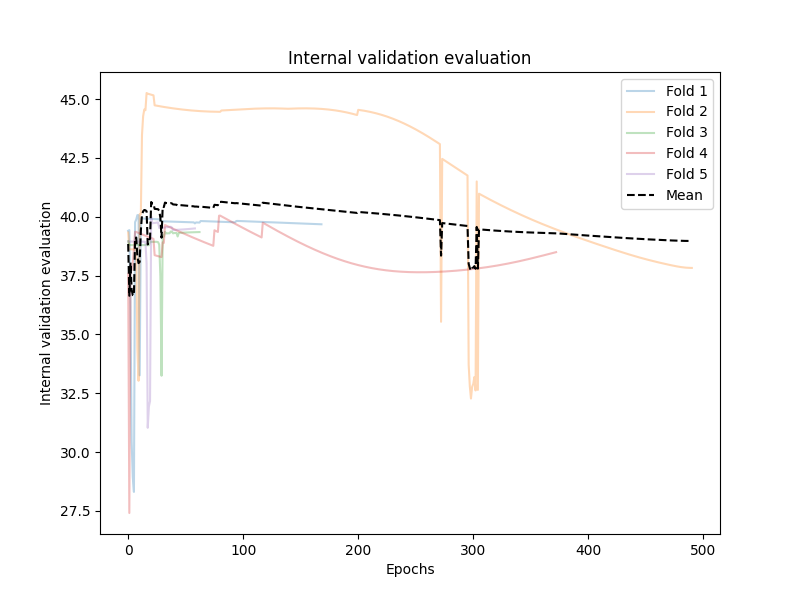 Internal validation evaluation
Internal validation evaluation
45.0
42.5
40.0
37.5
35.0
32.5
30.0
27.5
0 100 200 300 400 500
Epochs
Fold 1
Fold 2
Fold 3
Fold 4
Fold 5
Mean